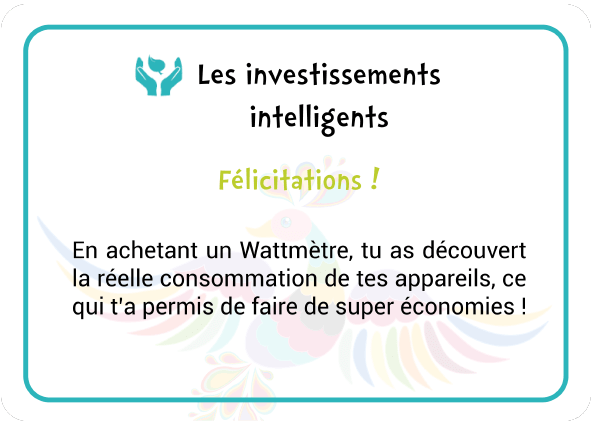 Les investissements
intelligents
Félicitations !
En achetant un Wattmètre, tu as découvert
la réelle consommation de tes appareils, ce
qui t'a permis de faire de super économies !